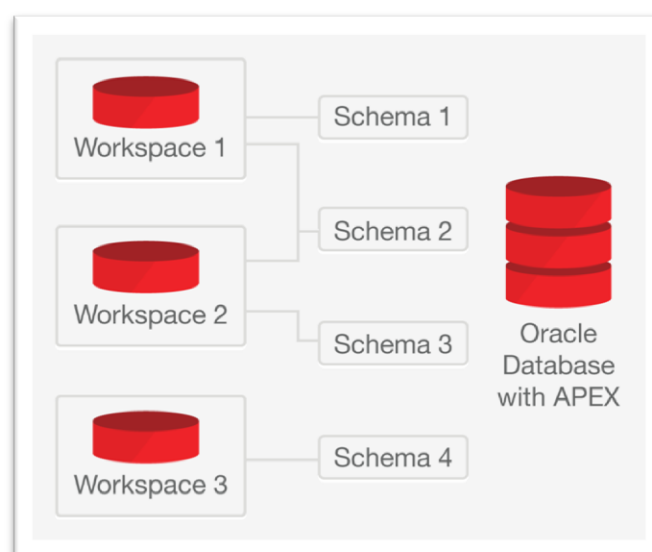 Workspace 1
Schema 1
Schema 2
Workspace 2
Schema 3
Workspace 3
Schema 4
Oracle
Database
with APEX